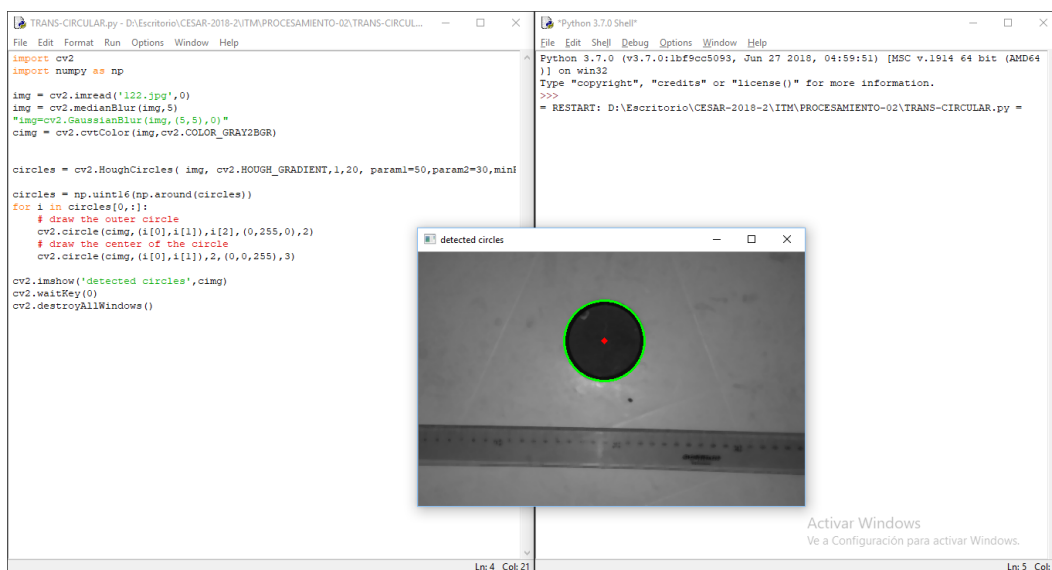 TRANS-CIRCULAR.py - D:\Escritorio\CESAR-2018-2\ITM\PROCESAMIENTO-02\TRANS-CIRCUL...
File Edit Format Run Options Window Help
import cv2
import numpy as np
img = cv2.imread('122.jpg',0)
img = cv2.medianBlur(img,5)
"img=cv2.GaussianBlur(img,(5,5),0)"
cimg = cv2.cvtColor(img,cv2.COLOR_GRAY2BGR)
circles = cv2.HoughCircles( img, cv2.HOUGH_GRADIENT,1,20, param1=50,param2=30,min
circles = np.uint16(np.around(circles))
for i in circles[0,:]:
# draw the outer circle
cv2.circle(cimg,(i[0],i[1]),i[2],(0,255,0),2)
# draw the center of the circle
cv2.circle(cimg,(i[0],i[1]),2,(0,0,255),3)
cv2.imshow('detected circles',cimg)
cv2.waitKey(0)
cv2.destroyAllWindows()
Ln: 4 Col: 21
*Python 3.7.0 Shell*
File Edit Shell Debug Options Window Help
Python 3.7.0 (v3.7.0:1bf9cc5093, Jun 27 2018, 04:59:51) [MSC v.1914 64 bit (AMD64
)] on win32
Type "copyright", "credits" or "license()" for more information.
>>>
= RESTART: D:\Escritorio\CESAR-2018-2\ITM\PROCESAMIENTO-02\TRANS-CIRCULAR.py =
detected circles
Activar Windows
Ve a Configuración para activar Windows.
Ln: 5 Col: